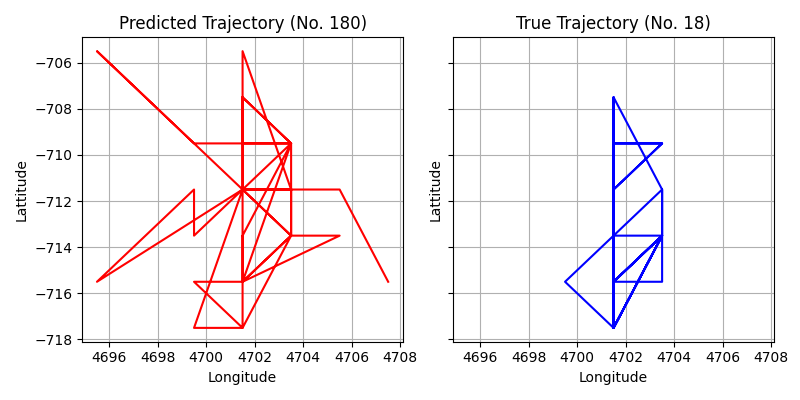 Predicted Trajectory (No. 180)
True Trajectory (No. 18)
Lattitude
−706
−708
−710
−712
−714
−716
−718
4696 4698 4700 4702 4704 4706 4708
Longitude
Lattitude
4696 4698 4700 4702 4704 4706 4708
Longitude